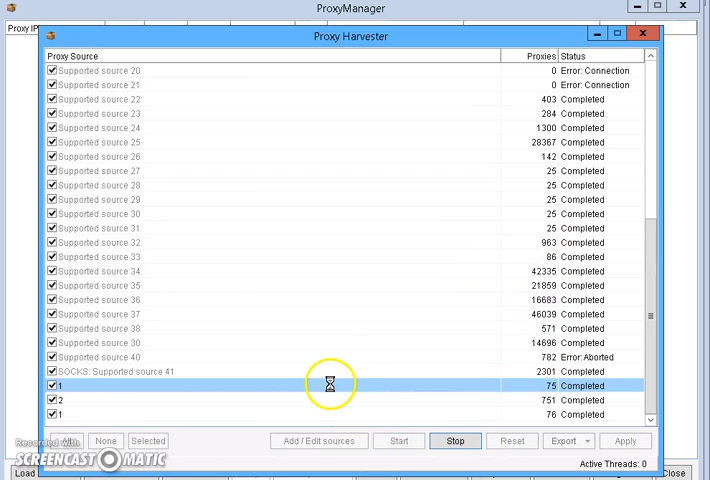 ProxyManager
Proxy IP
Proxy Harvester
Proxy Source Proxies Status
Supported source 20 0 Error: Connection
Supported source 21 0 Error: Connection
Supported source 22 403 Completed
Supported source 23 284 Completed
Supported source 24 1300 Completed
Supported source 25 28367 Completed
Supported source 26 142 Completed
Supported source 27 25 Completed
Supported source 28 25 Completed
Supported source 29 25 Completed
Supported source 30 25 Completed
Supported source 31 25 Completed
Supported source 32 963 Completed
Supported source 33 86 Completed
Supported source 34 42335 Completed
Supported source 35 21859 Completed
Supported source 36 16683 Completed
Supported source 37 46039 Completed
Supported source 38 571 Completed
Supported source 30 14696 Completed
Supported source 40 782 Error: Aborted
SOCKS: Supported source 41 2301 Completed
1 75 Completed
2 751 Completed
1 76 Completed
All None Selected Add / Edit sources Start Stop Reset Export Apply
Recorded with
SCREENCAST-O-MATIC
Active Threads: 0
Load Close